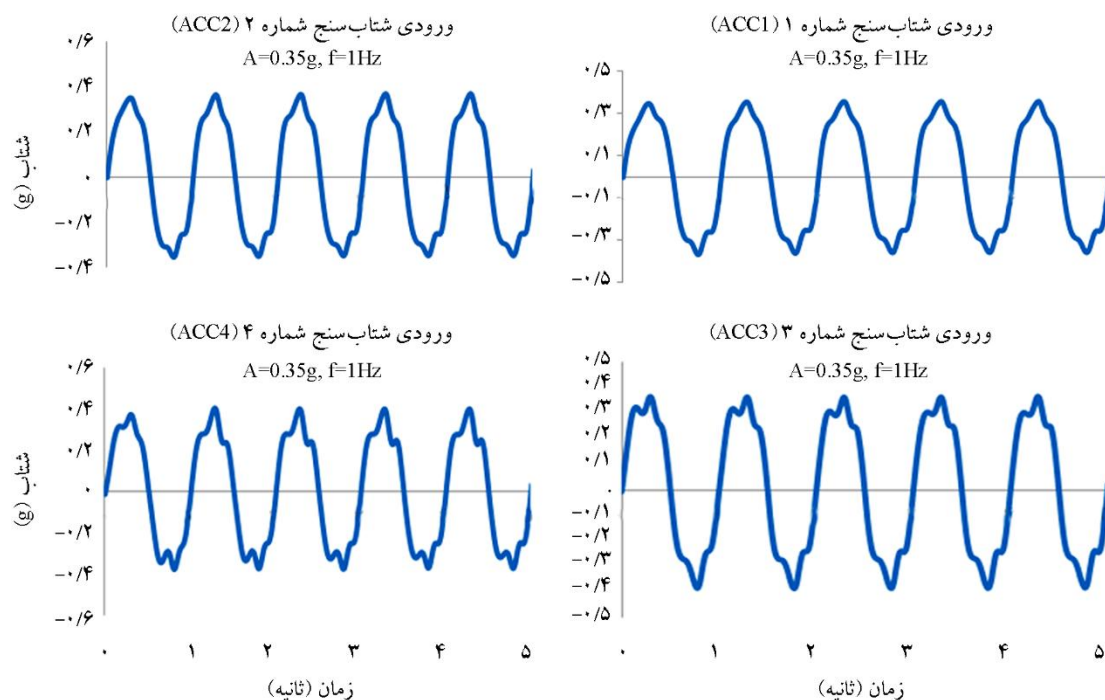 ورودی شتاب‌سنج شماره ۱ (ACC1)
A=0.35g, f=1Hz
۰/۵
۰/۳
۰/۱
−۰/۱
−۰/۳
−۰/۵
ورودی شتاب‌سنج شماره ۲ (ACC2)
A=0.35g, f=1Hz
۰/۶
۰/۴
۰/۲
۰
−۰/۲
−۰/۴
شتاب (g)
ورودی شتاب‌سنج شماره ۳ (ACC3)
A=0.35g, f=1Hz
۰/۵
۰/۴
۰/۳
۰/۲
۰/۱
۰
−۰/۱
−۰/۲
−۰/۳
−۰/۴
−۰/۵
۰ ۱ ۲ ۳ ۴ ۵
زمان (ثانیه)
ورودی شتاب‌سنج شماره ۴ (ACC4)
A=0.35g, f=1Hz
۰/۶
۰/۴
۰/۲
۰
−۰/۲
−۰/۴
−۰/۶
شتاب (g)
۰ ۱ ۲ ۳ ۴ ۵
زمان (ثانیه)